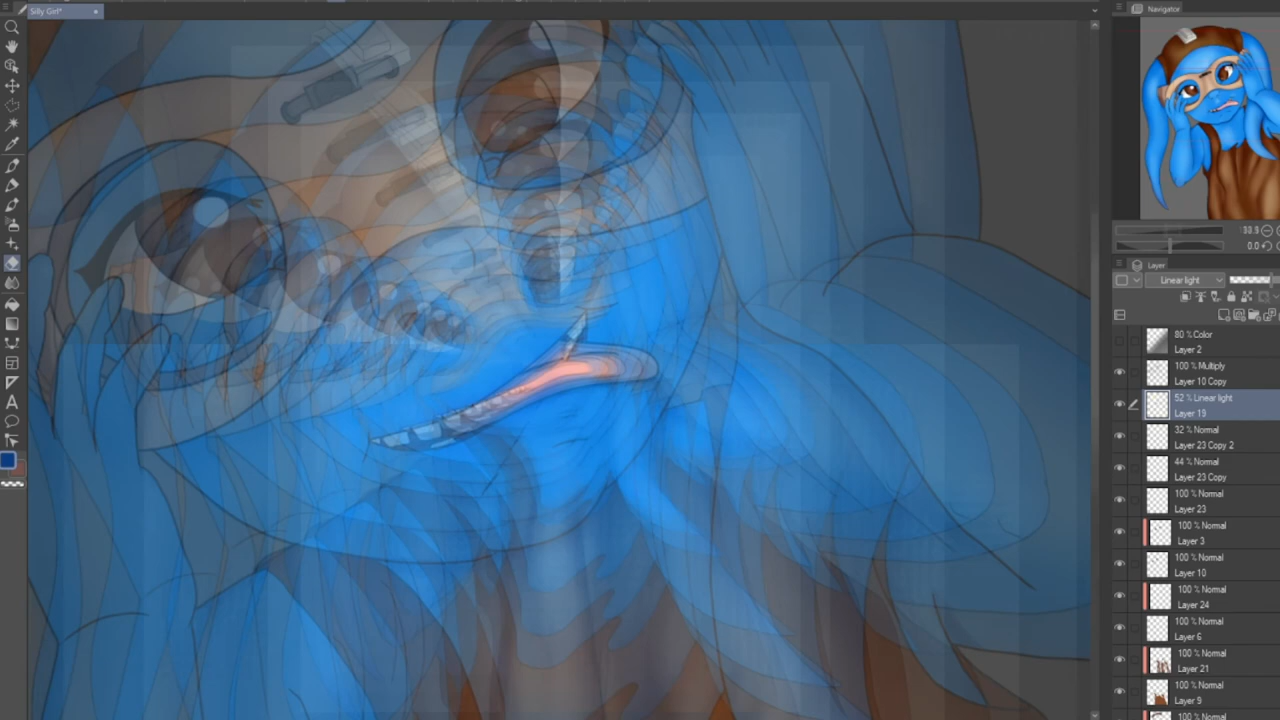 Silly Girl*
Navigator
0.0
Layer
Linear light
80 % Color
Layer 2
100 % Multiply
Layer 10 Copy
52 % Linear light
Layer 19
32 % Normal
Layer 23 Copy 2
44 % Normal
Layer 23 Copy
100 % Normal
Layer 23
100 % Normal
Layer 3
100 % Normal
Layer 10
100 % Normal
Layer 24
100 % Normal
Layer 6
100 % Normal
Layer 21
100 % Normal
Layer 9